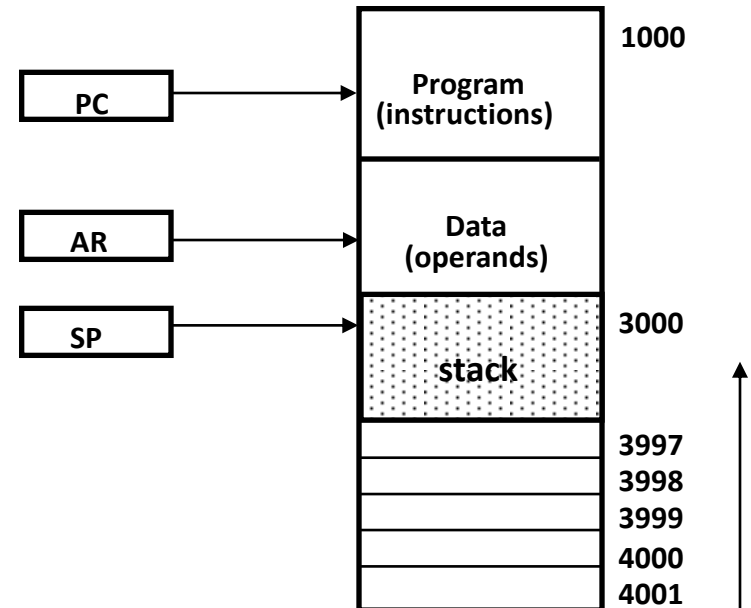 1000
Program
(instructions)
PC
Data
(operands)
AR
3000
SP
stack
3997
3998
3999
4000
4001